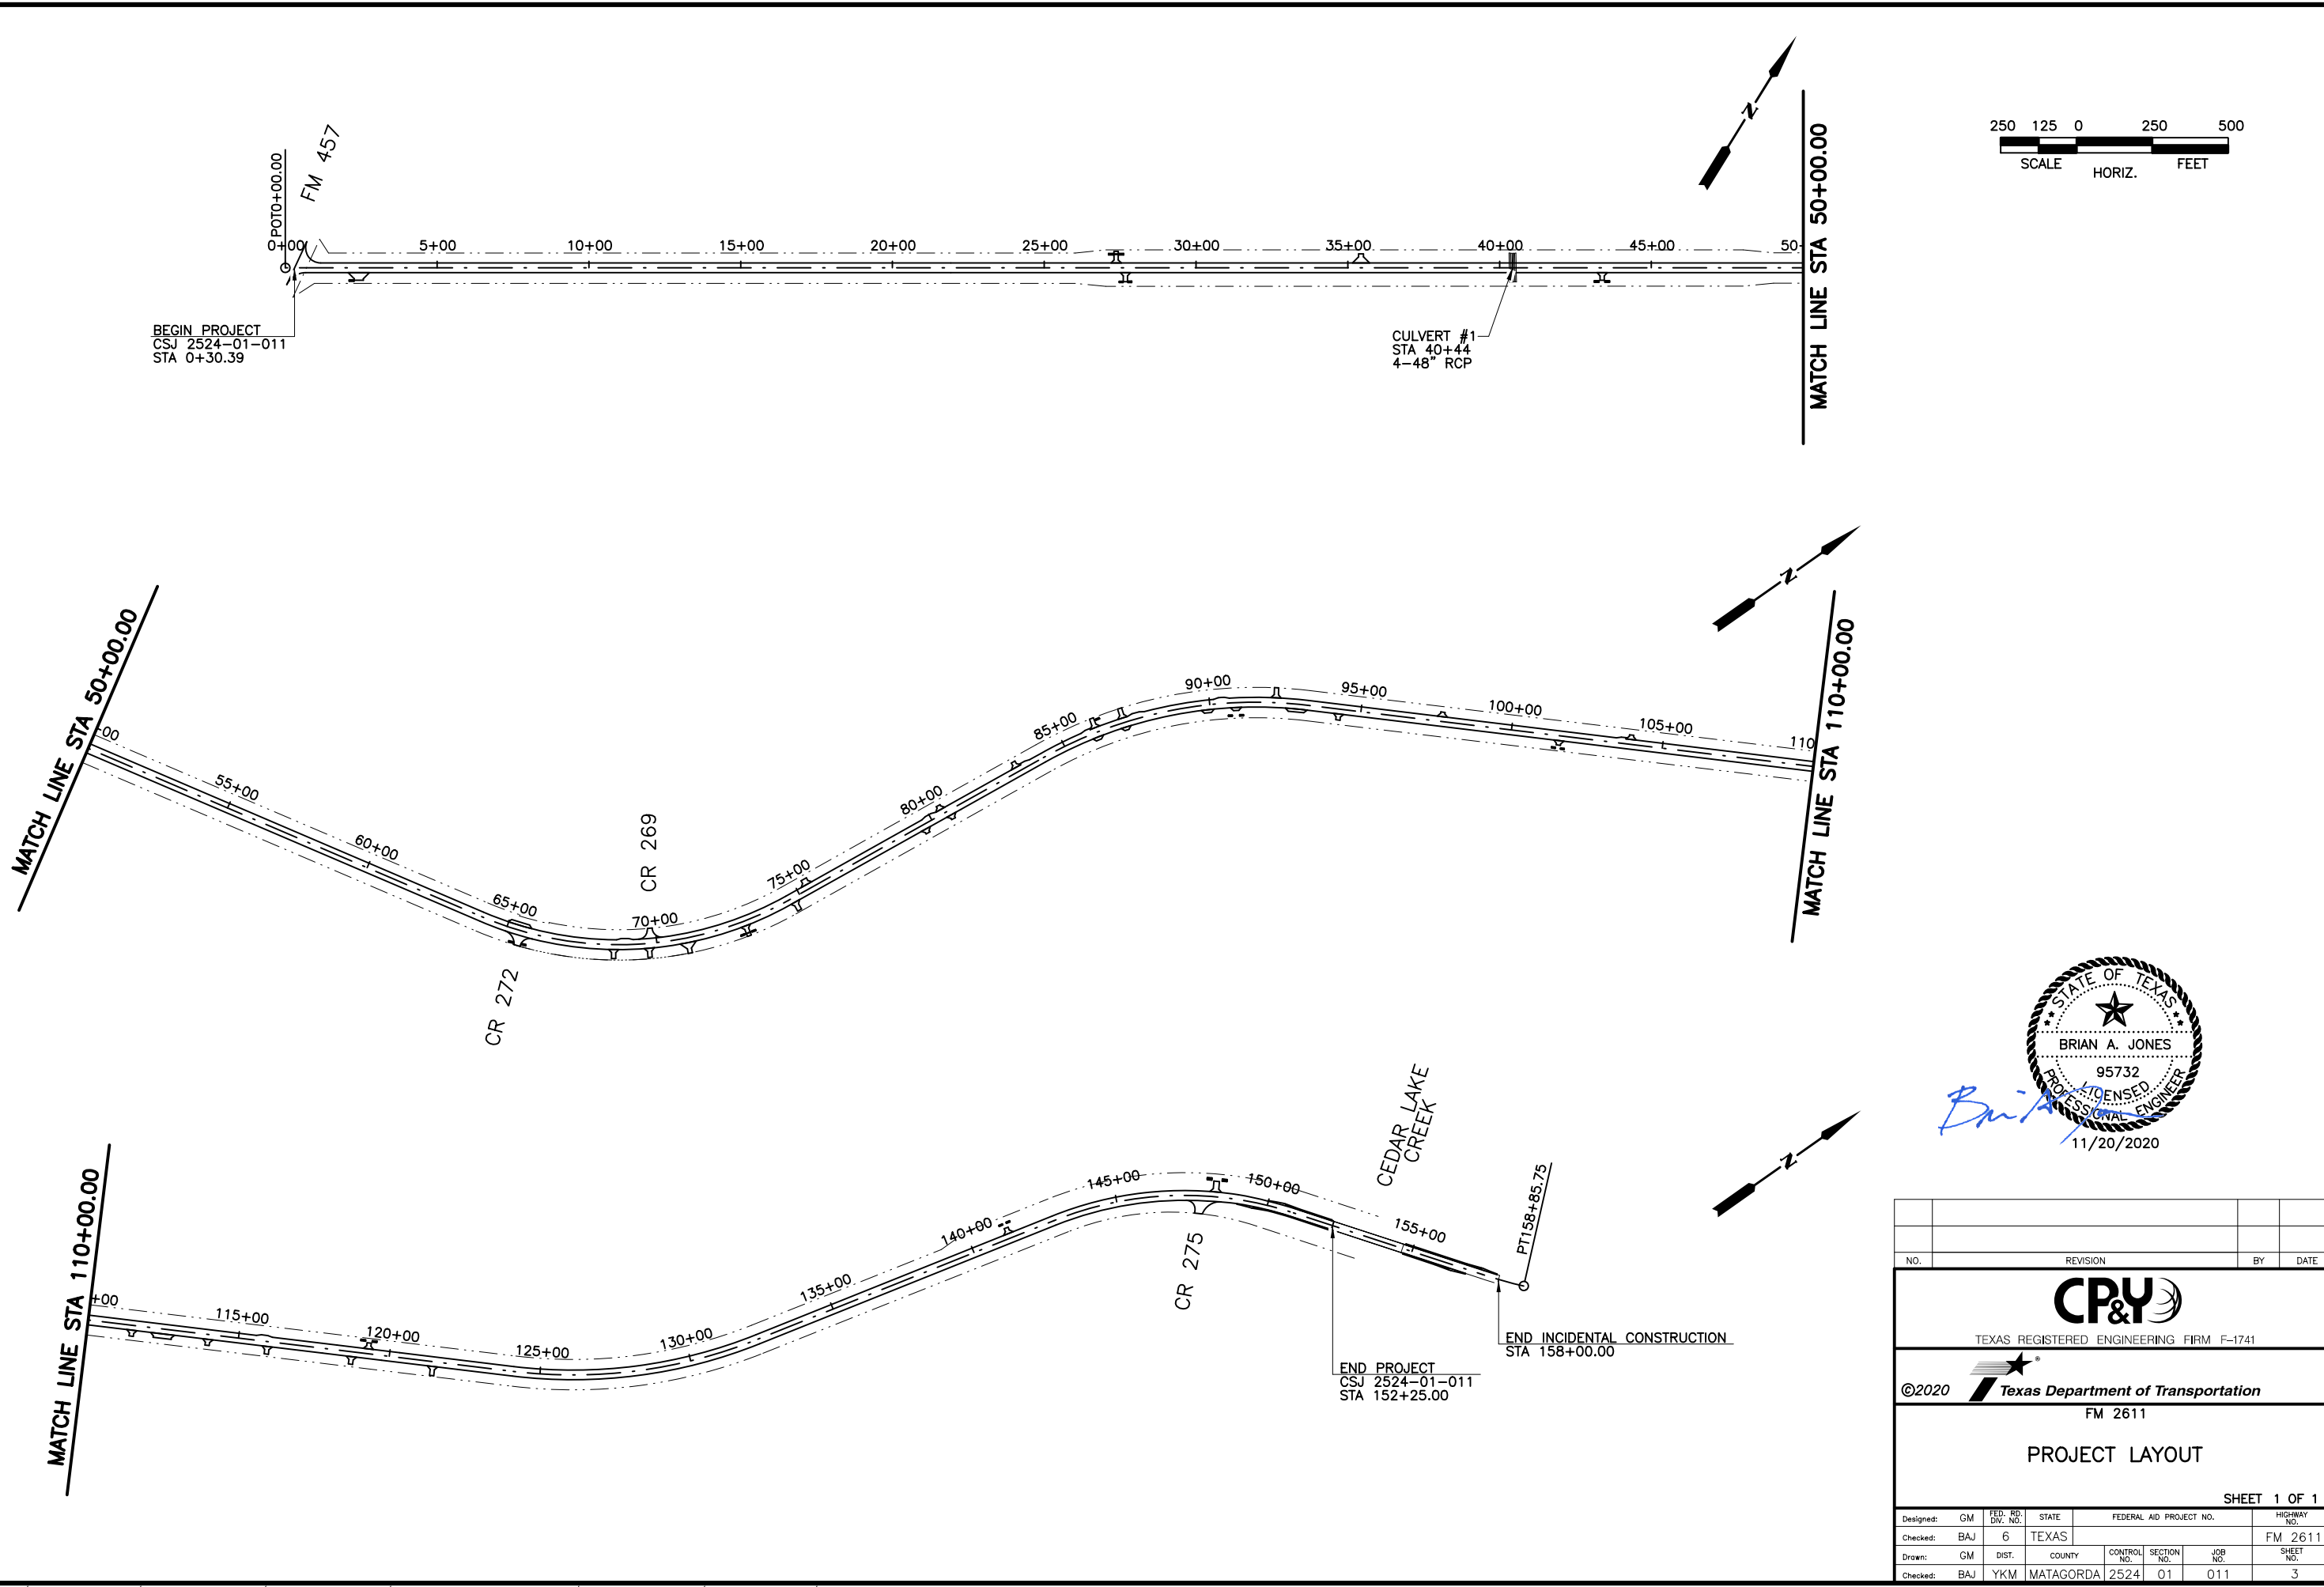 POT0+00.00
FM 457
0+00
5+00
10+00
15+00
20+00
25+00
30+00
35+00
40+00
45+00
50
BEGIN PROJECT
CSJ 2524-01-011
STA 0+30.39
CULVERT #1
STA 40+44
4-48" RCP
MATCH LINE STA 50+00.00
N
250 125 0 250 500
SCALE FEET
HORIZ.
MATCH LINE STA 50+00.00
+00
55+00
60+00
65+00
70+00
75+00
80+00
85+00
90+00
95+00
100+00
105+00
110
CR 272
CR 269
N
MATCH LINE STA 110+00.00
MATCH LINE STA 110+00.00
+00
115+00
120+00
125+00
130+00
135+00
140+00
145+00
150+00
155+00
CR 275
CEDAR LAKE
CREEK
PT158+85.75
N
END PROJECT
CSJ 2524-01-011
STA 152+25.00
END INCIDENTAL CONSTRUCTION
STA 158+00.00
STATE OF TEXAS
BRIAN A. JONES
95732
LICENSED
PROFESSIONAL ENGINEER
11/20/2020
NO. REVISION BY DATE
CP&Y
TEXAS REGISTERED ENGINEERING FIRM F-1741
©2020 Texas Department of Transportation ®
FM 2611
PROJECT LAYOUT
SHEET 1 OF 1
Designed: GM FED. RD. DIV. NO. STATE FEDERAL AID PROJECT NO. HIGHWAY NO.
Checked: BAJ 6 TEXAS FM 2611
Drawn: GM DIST. COUNTY CONTROL NO. SECTION NO. JOB NO. SHEET NO.
Checked: BAJ YKM MATAGORDA 2524 01 011 3